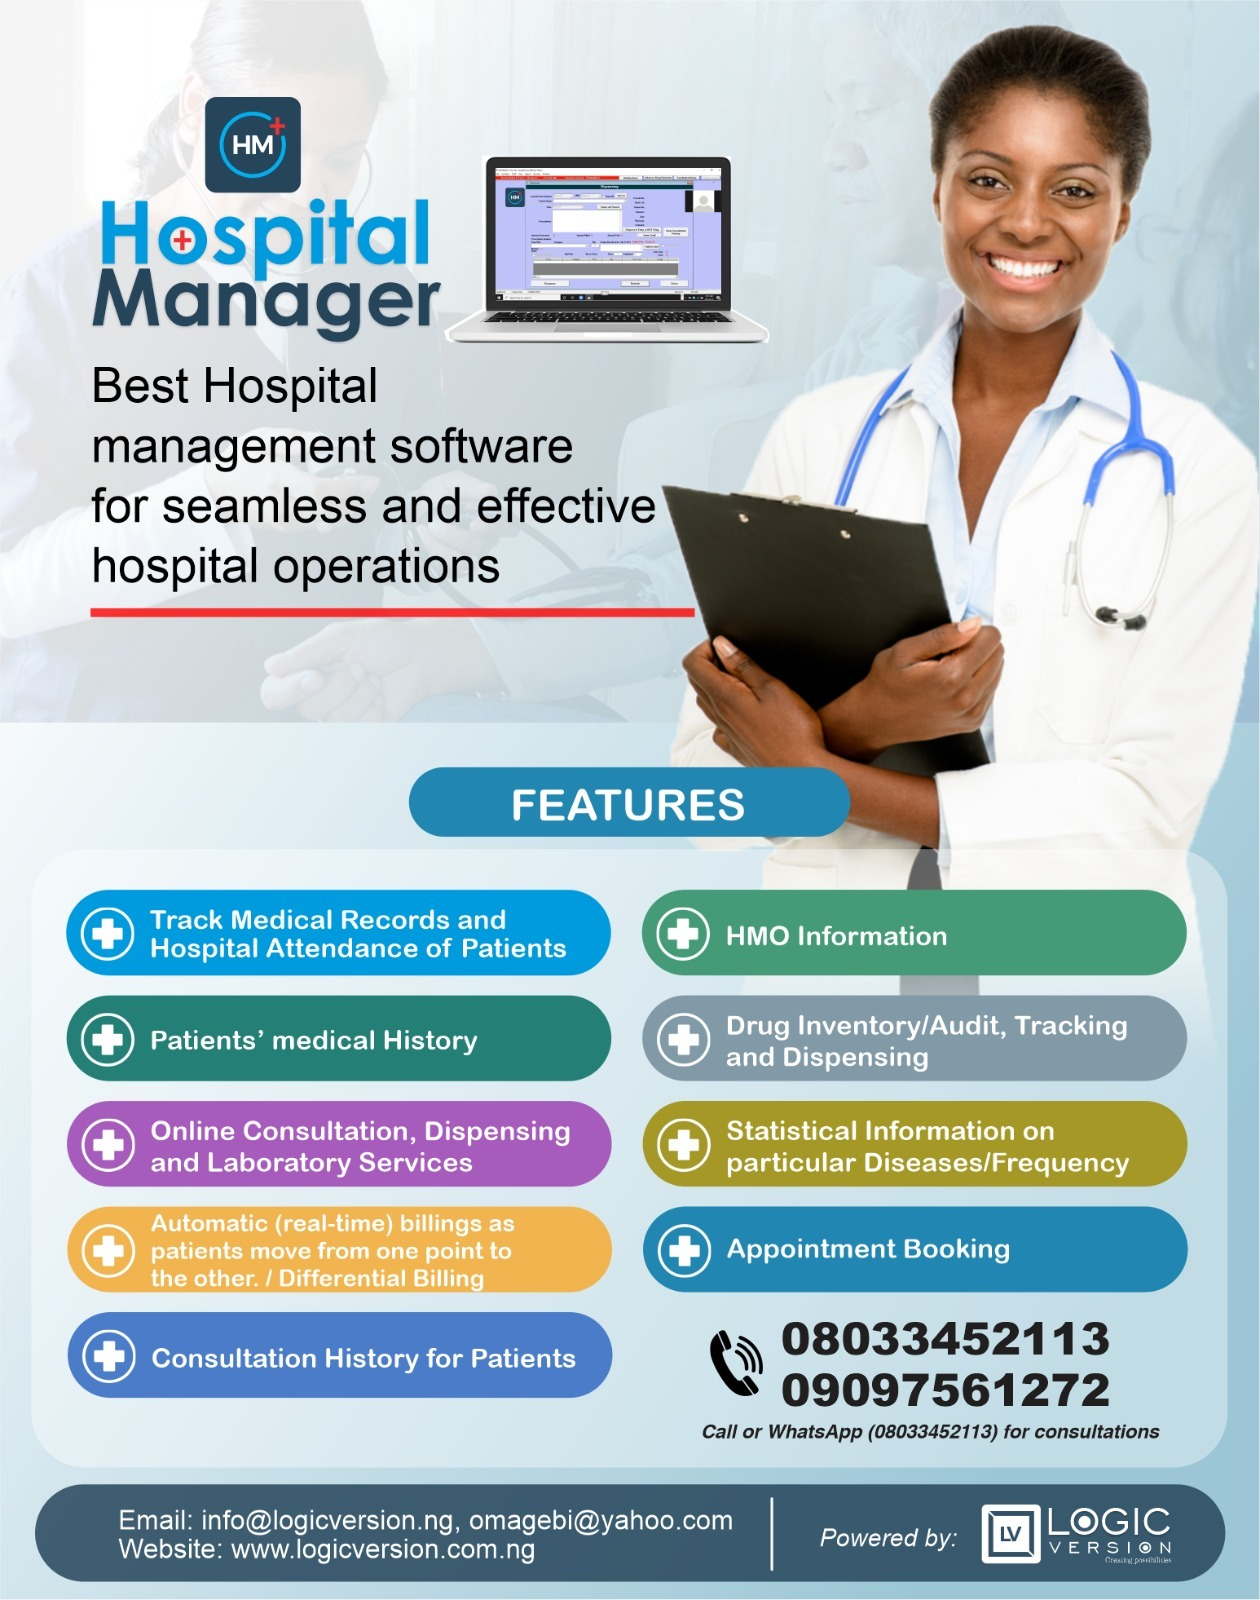 HM
Hospital
Manager
Dispensing
HM
Best Hospital
management software
for seamless and effective
hospital operations
FEATURES
Track Medical Records and
Hospital Attendance of Patients
Patients’ medical History
Online Consultation, Dispensing
and Laboratory Services
Automatic (real-time) billings as
patients move from one point to
the other. / Differential Billing
Consultation History for Patients
HMO Information
Drug Inventory/Audit, Tracking
and Dispensing
Statistical Information on
particular Diseases/Frequency
Appointment Booking
08033452113
09097561272
Call or WhatsApp (08033452113) for consultations
Email: info@logicversion.ng, omagebi@yahoo.com
Website: www.logicversion.com.ng
Powered by:
LV
LOGIC
VERSION
Creating possibilities